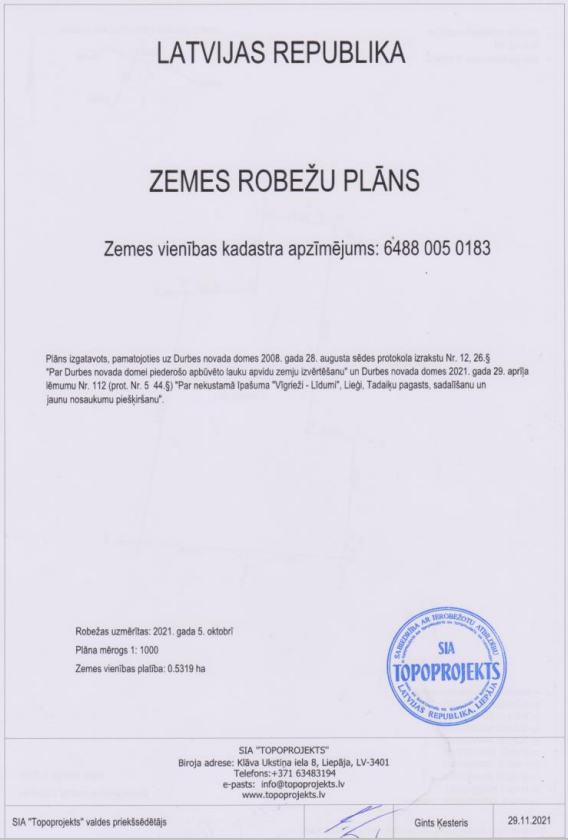 LATVIJAS REPUBLIKA
ZEMES ROBEŽU PLĀNS
Zemes vienības kadastra apzīmējums: 6488 005 0183
Plāns izgatavots, pamatojoties uz Durbes novada domes 2008. gada 28. augusta sēdes protokola izrakstu Nr. 12, 26.§
"Par Durbes novada domei piederošo apbūvēto lauku apvidu zemju izvērtēšanu" un Durbes novada domes 2021. gada 29. aprīļa
lēmumu Nr. 112 (prot. Nr. 5 44.§) "Par nekustamā īpašuma "Vīgrieži - Līdumi", Lieģi, Tadaiķu pagasts, sadalīšanu un
jaunu nosaukumu piešķiršanu".
Robežas uzmērītas: 2021. gada 5. oktobrī
Plāna mērogs 1: 1000
Zemes vienības platība: 0.5319 ha
SABIEDRĪBA AR IEROBEŽOTU ATBILDĪBU
SIA
TOPOPROJEKTS
LATVIJAS REPUBLIKA, LIEPĀJA
SIA "TOPOPROJEKTS"
Biroja adrese: Klāva Ukstiņa iela 8, Liepāja, LV-3401
Telefons:+371 63483194
e-pasts: info@topoprojekts.lv
www.topoprojekts.lv
SIA "Topoprojekts" valdes priekšsēdētājs
Gints Ķesteris
29.11.2021